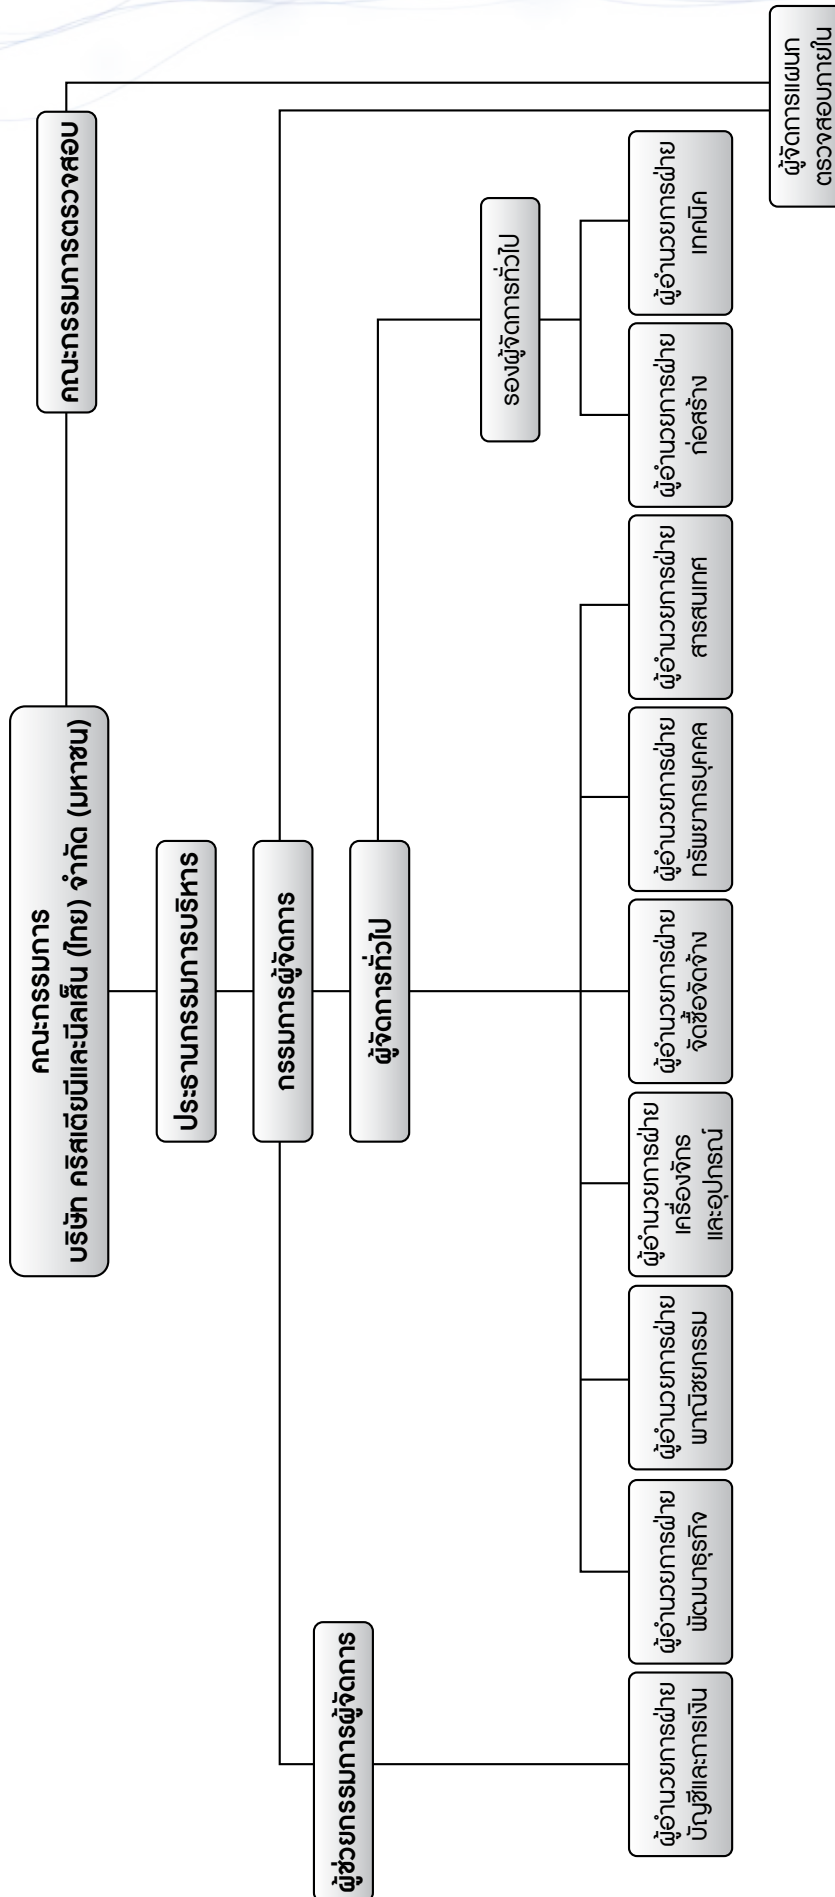 คณะกรรมการ
บริษัท คริสเตียนีและนีลเส็น (ไทย) จำกัด (มหาชน)
คณะกรรมการตรวจสอบ
ประธานกรรมการบริหาร
กรรมการผู้จัดการ
ผู้ช่วยกรรมการผู้จัดการ
ผู้จัดการทั่วไป
รองผู้จัดการทั่วไป
ผู้อำนวยการฝ่าย
บัญชีและการเงิน
ผู้อำนวยการฝ่าย
พัฒนาธุรกิจ
ผู้อำนวยการฝ่าย
พาณิชยกรรม
ผู้อำนวยการฝ่าย
เครื่องจักร
และอุปกรณ์
ผู้อำนวยการฝ่าย
จัดซื้อจัดจ้าง
ผู้อำนวยการฝ่าย
ทรัพยากรบุคคล
ผู้อำนวยการฝ่าย
สารสนเทศ
ผู้อำนวยการฝ่าย
ก่อสร้าง
ผู้อำนวยการฝ่าย
เทคนิค
ผู้จัดการแผนก
ตรวจสอบภายใน